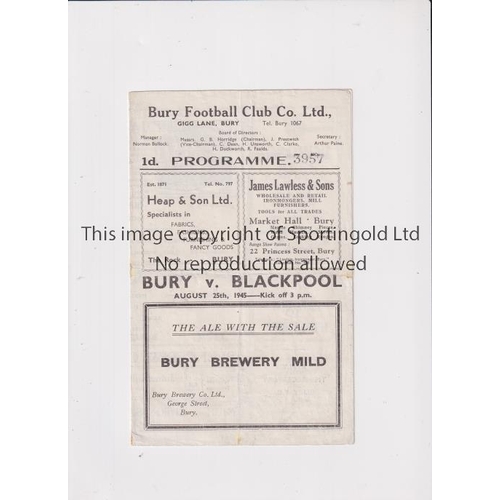 Bury Football Club Co. Ltd.,
GIGG LANE, BURY Tel. Bury 1067
Board of Directors:
Manager: Norman Bullock.
Messrs. G. B. Horridge (Chairman), J. Prestwich
(Vice-Chairman), C. Dean, H. Unsworth, C. Clarke,
H. Duckworth, R. Faulds.
Secretary: Arthur Paine.
1d. PROGRAMME. 3957
Est. 1871 Tel. No. 797
Heap & Son Ltd.
Specialists in
FABRICS,
FANCY GOODS
The Rock BURY
James Lawless & Sons
WHOLESALE AND RETAIL
IRONMONGERS, MILL
FURNISHERS.
TOOLS for ALL TRADES
Market Hall Bury
22 Princess Street, Bury
This image copyright of Sportingold Ltd
No reproduction allowed
BURY v. BLACKPOOL
AUGUST 25th, 1945—Kick off 3 p.m.
THE ALE WITH THE SALE
BURY BREWERY MILD
Bury Brewery Co. Ltd.,
George Street,
Bury.